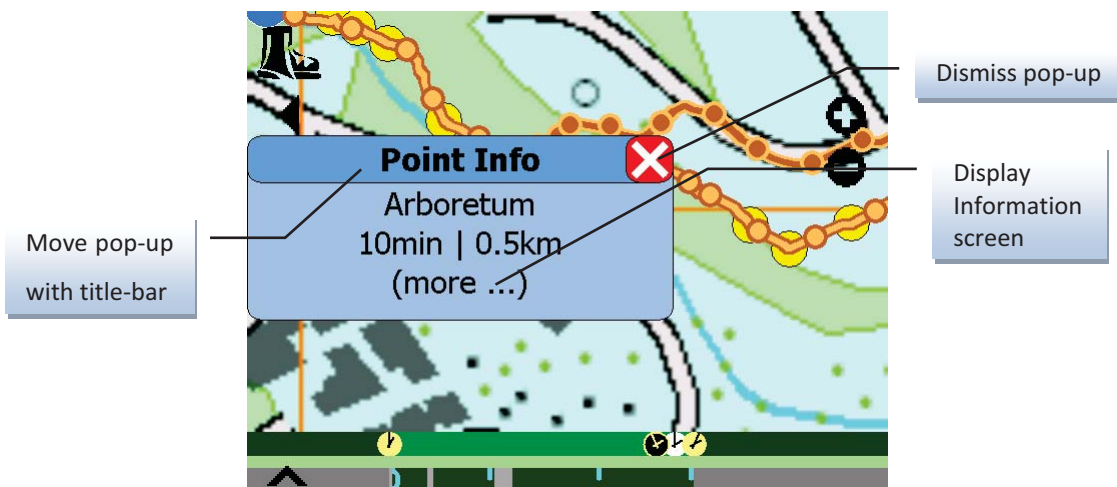 Dismiss pop-up
Point Info
Display
Information
screen
Arboretum
Move pop-up
10min | 0.5km
with title-bar
(more ...)